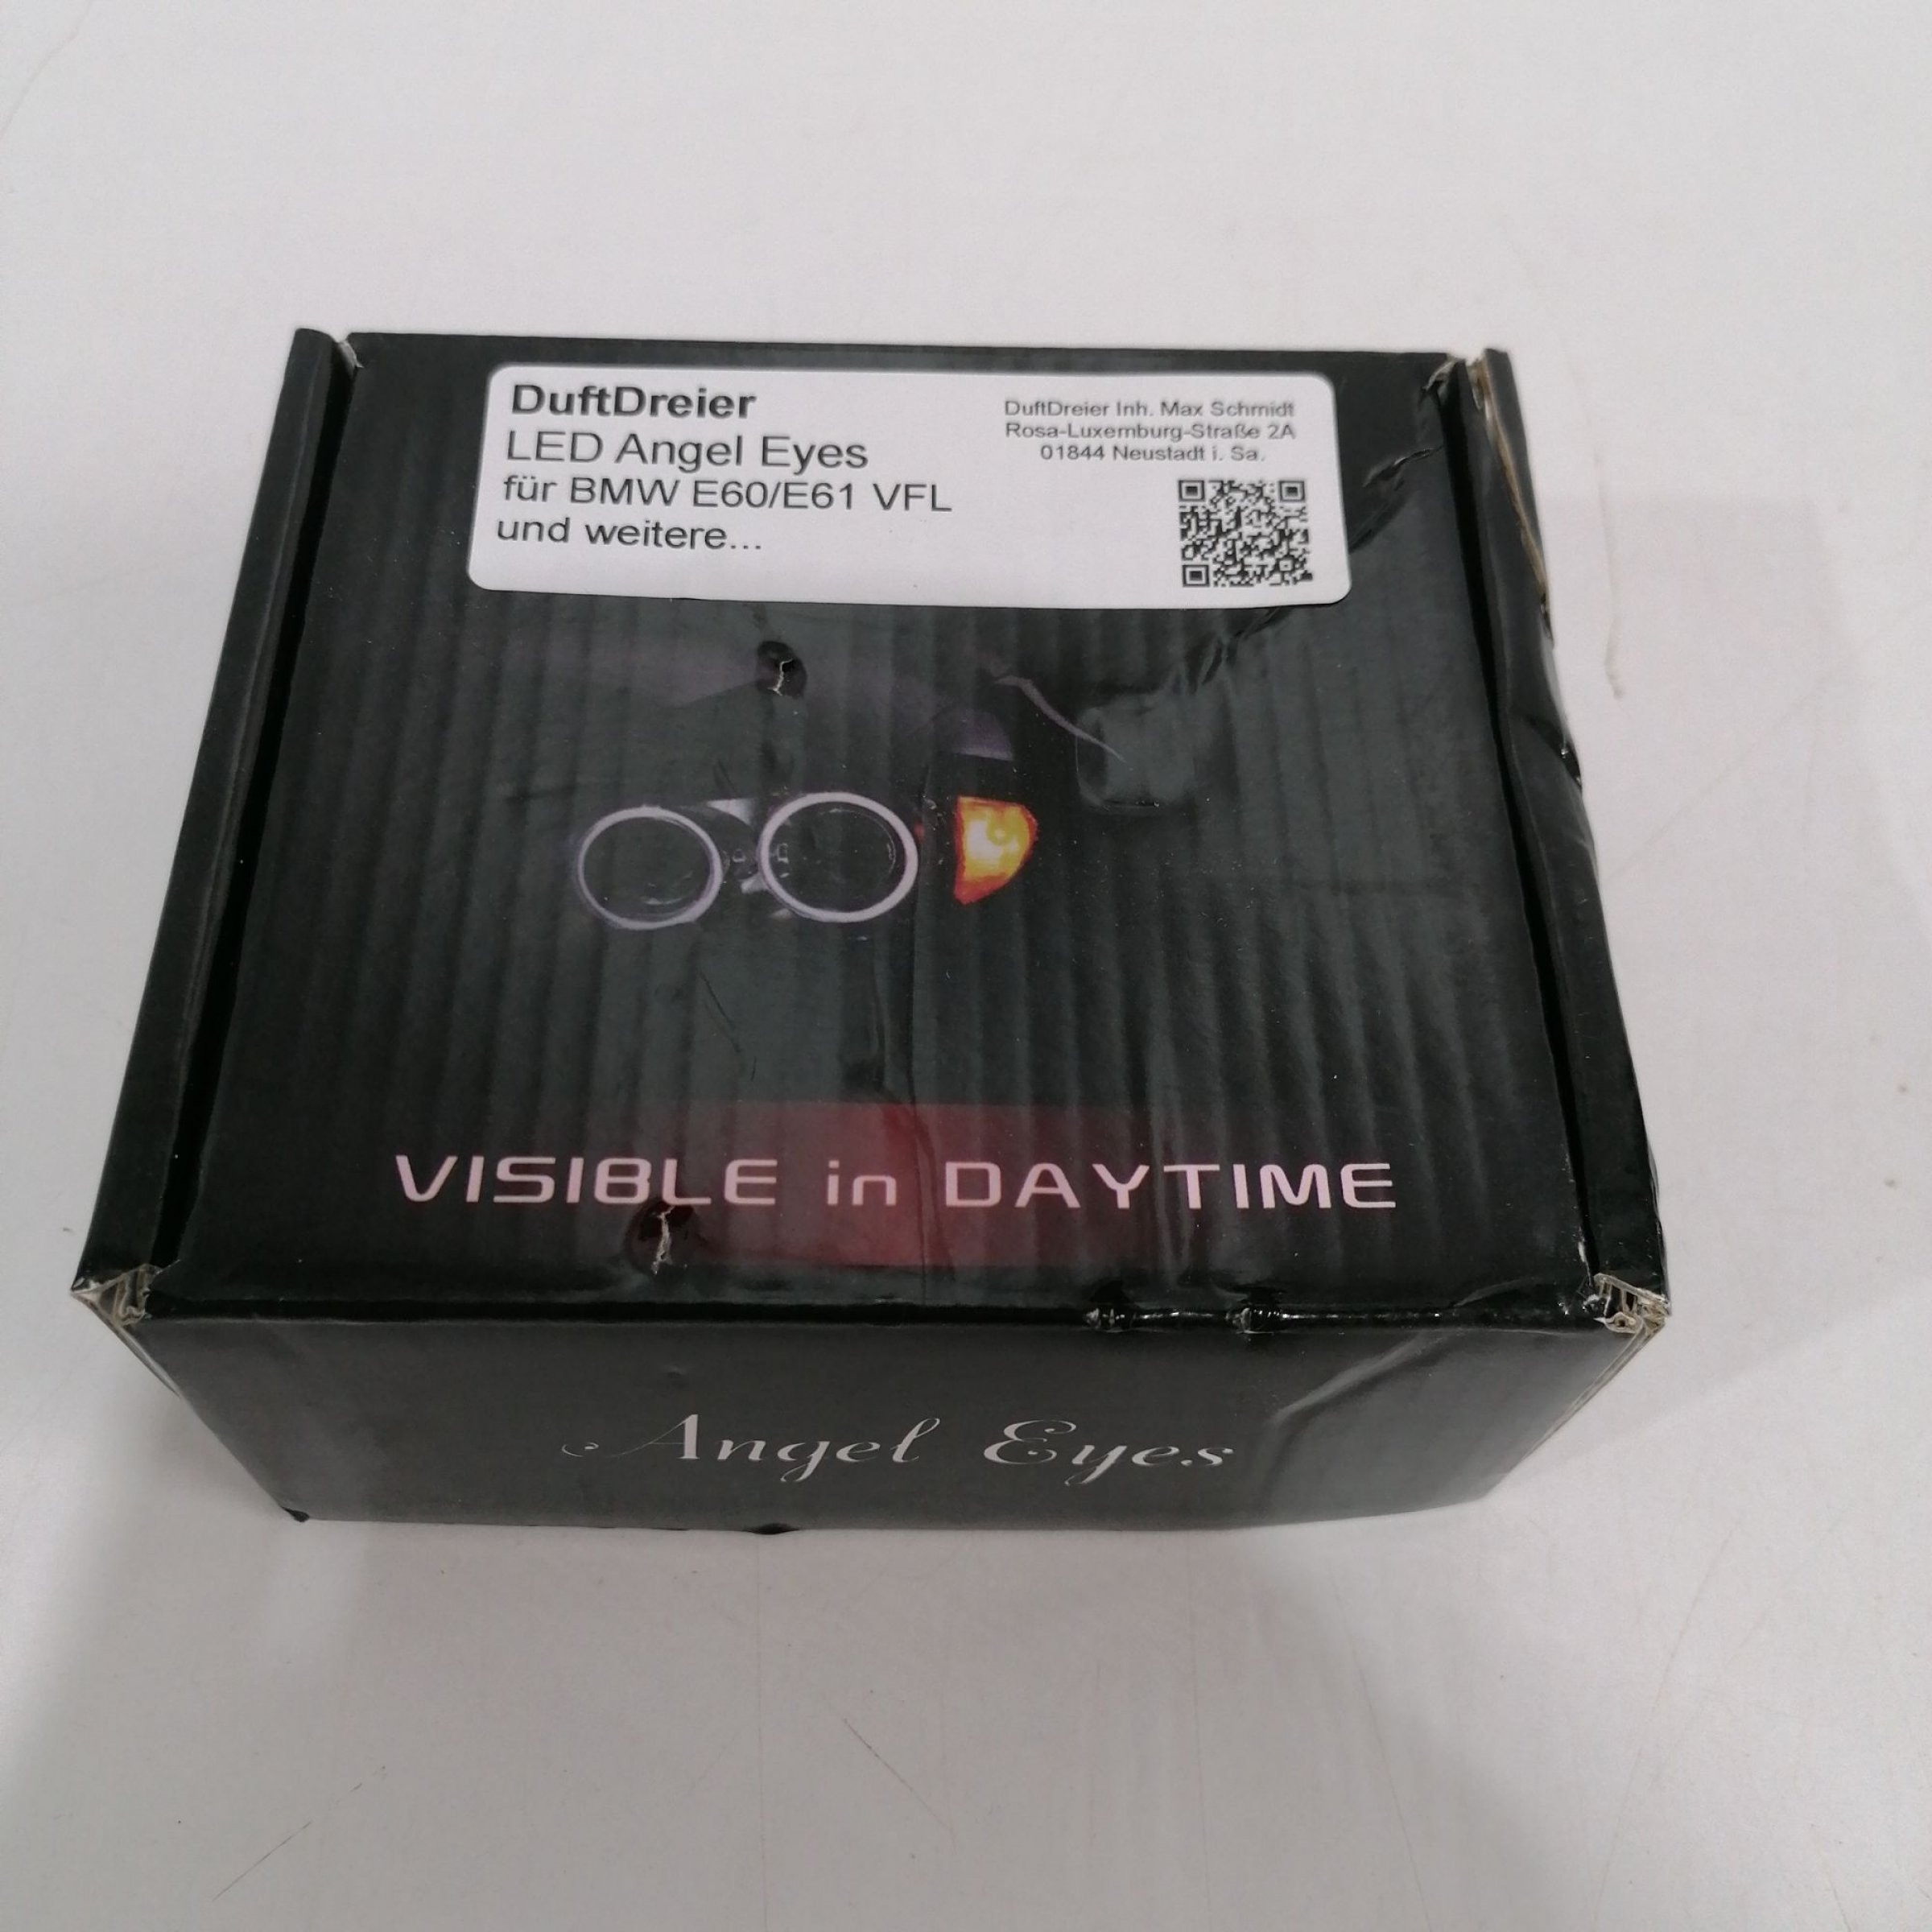 DuftDreier
LED Angel Eyes
für BMW E60/E61 VFL
und weitere...
DuftDreier Inh. Max Schmidt
Rosa-Luxemburg-Straße 2A
01844 Neustadt i. Sa.
VISIBLE in DAYTIME
Angel Eyes